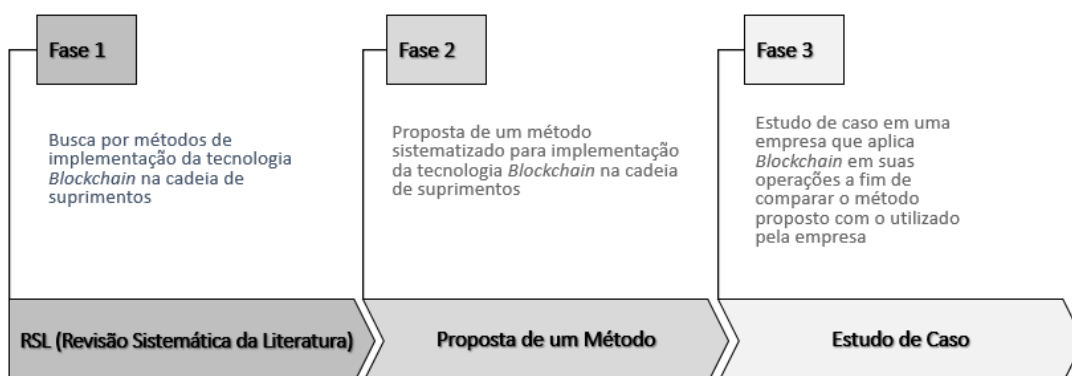 Fase 1
Busca por métodos de
implementação da tecnologia
Blockchain na cadeia de
suprimentos
RSL (Revisão Sistemática da Literatura)
Fase 2
Proposta de um método
sistematizado para implementação
da tecnologia Blockchain na cadeia
de suprimentos
Proposta de um Método
Fase 3
Estudo de caso em uma
empresa que aplica
Blockchain em suas
operações a fim de
comparar o método
proposto com o utilizado
pela empresa
Estudo de Caso